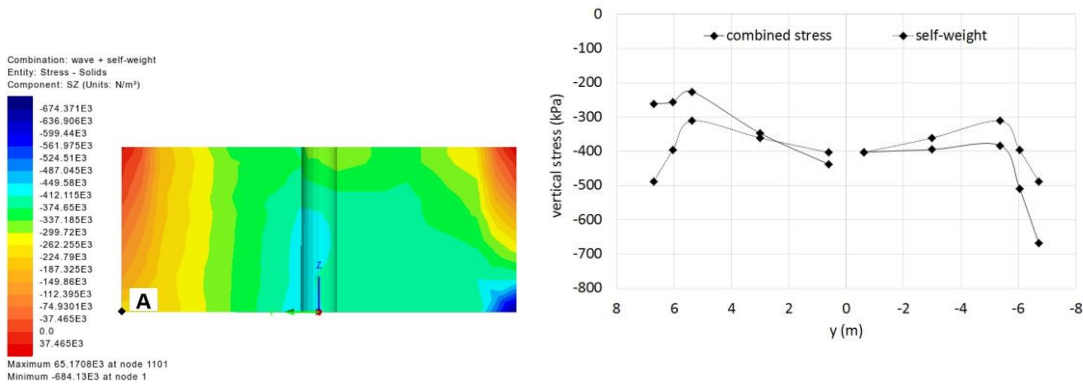 Combination: wave + self-weight
Entity: Stress - Solids
Component: SZ (Units: N/m²)
-674.371E3
-636.906E3
-599.44E3
-561.975E3
-524.51E3
-487.045E3
-449.58E3
-412.115E3
-374.65E3
-337.185E3
-299.72E3
-262.255E3
-224.79E3
-187.325E3
-149.86E3
-112.395E3
-74.9301E3
-37.465E3
0.0
37.465E3
Maximum 65.1708E3 at node 1101
Minimum -684.13E3 at node 1
A
Z
Y
0
-100
-200
-300
-400
-500
-600
-700
-800
vertical stress (kPa)
combined stress
self-weight
8 6 4 2 0 -2 -4 -6 -8
y (m)